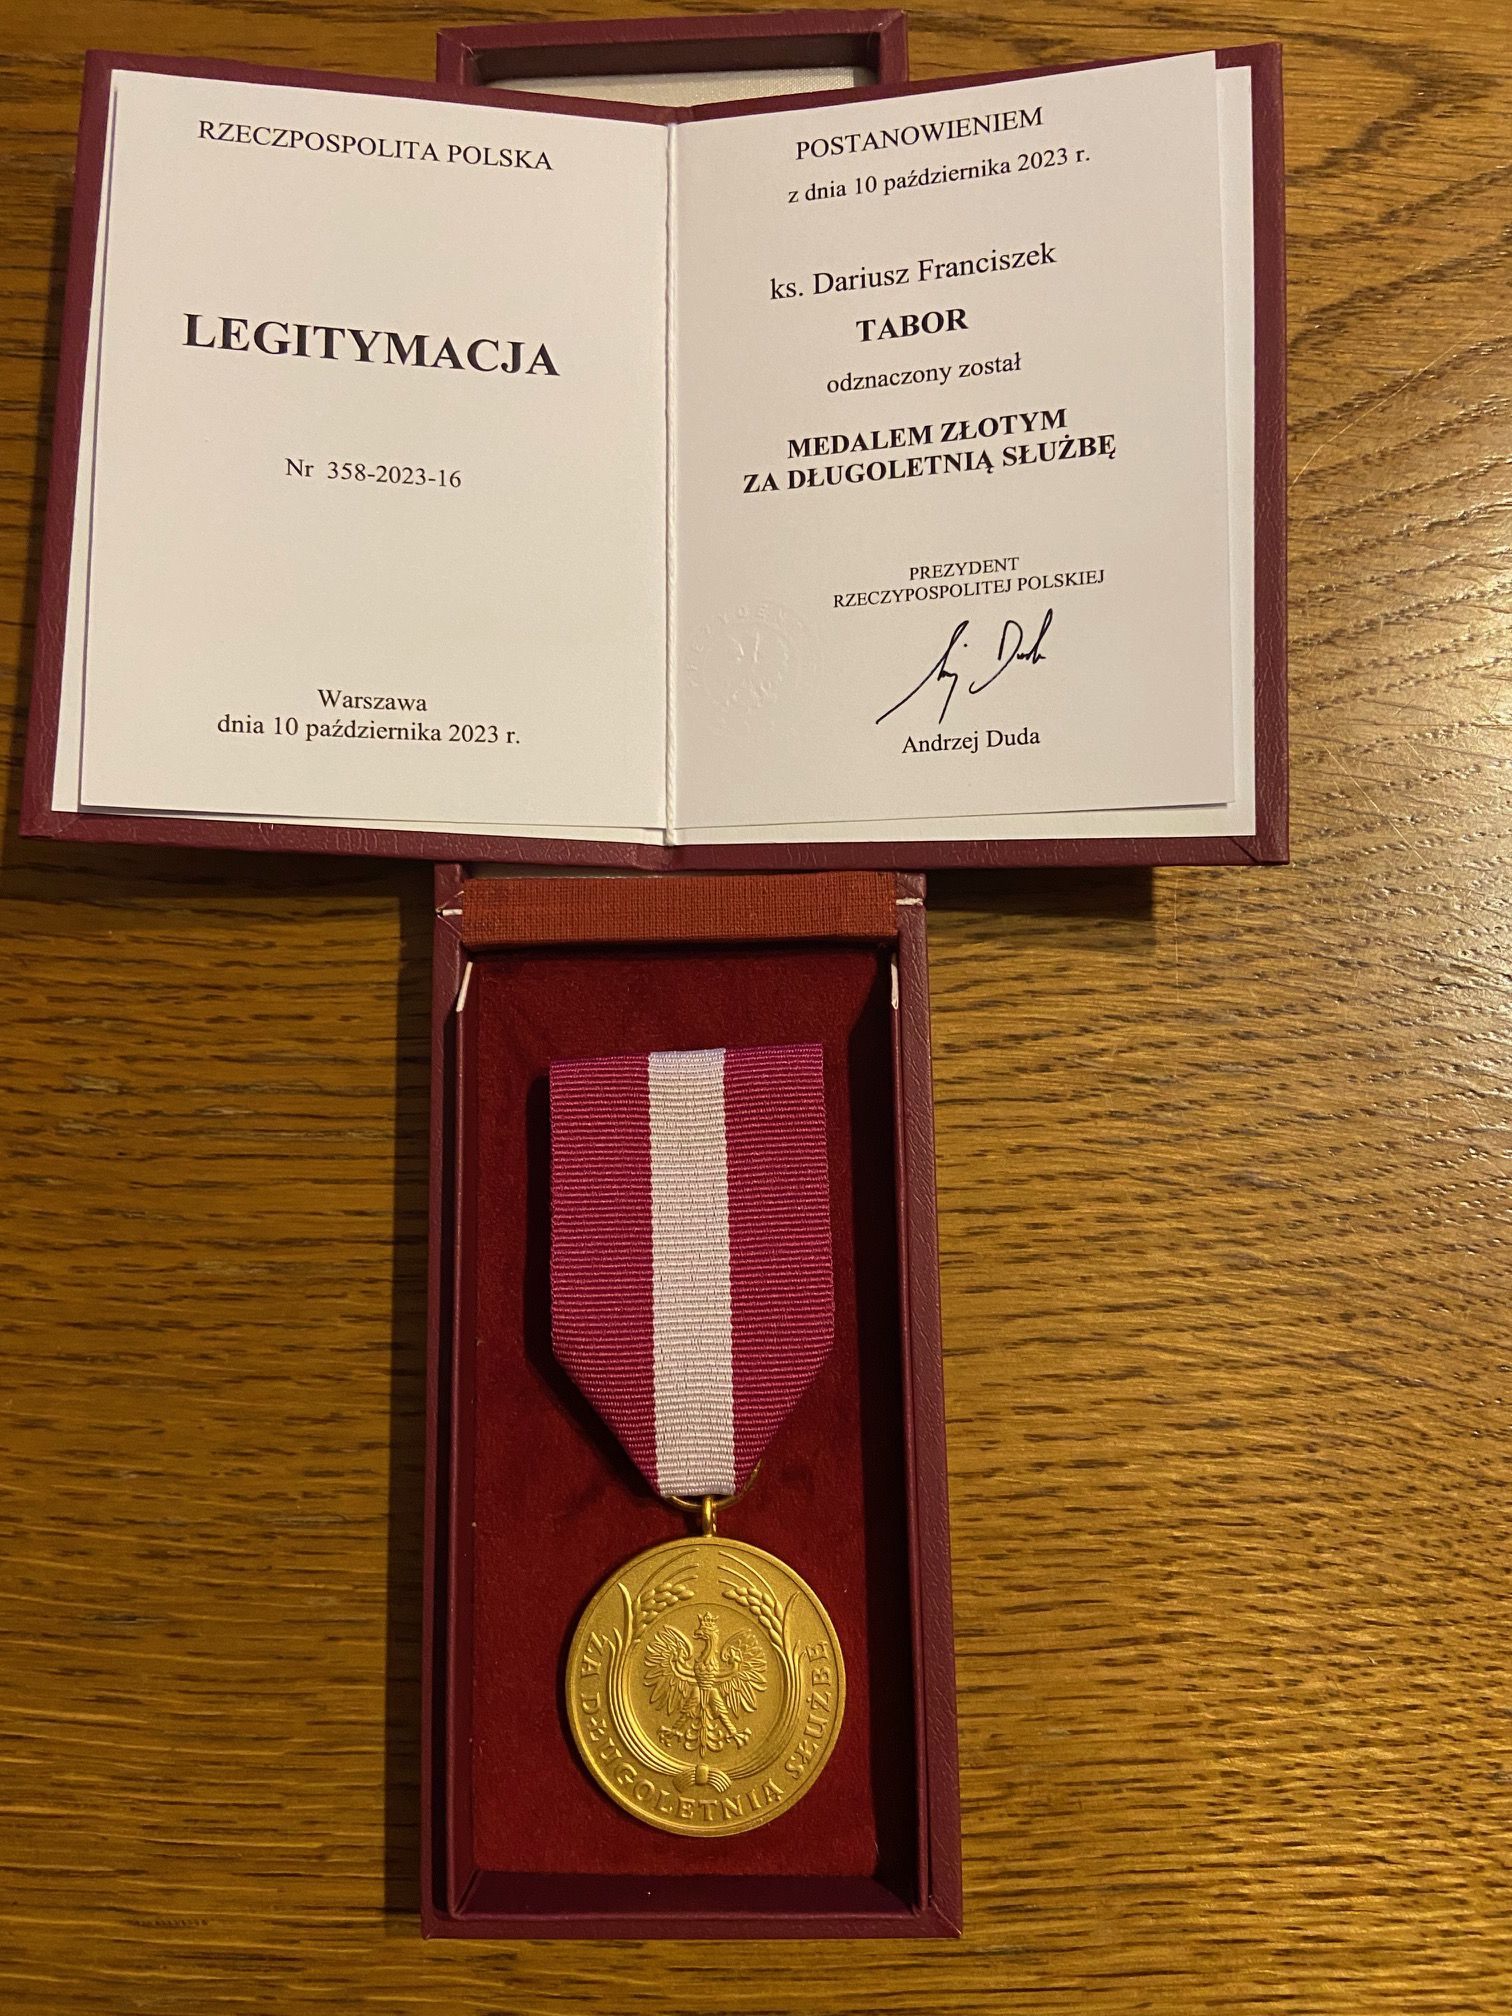 RZECZPOSPOLITA POLSKA
LEGITYMACJA
Nr 358-2023-16
Warszawa
dnia 10 października 2023 r.
POSTANOWIENIEM
z dnia 10 października 2023 r.
ks. Dariusz Franciszek
TABOR
odznaczony został
MEDALEM ZŁOTYM
ZA DŁUGOLETNIĄ SŁUŻBĘ
PREZYDENT
RZECZYPOSPOLITEJ POLSKIEJ
Andrzej Duda
ZA DŁUGOLETNIĄ SŁUŻBĘ